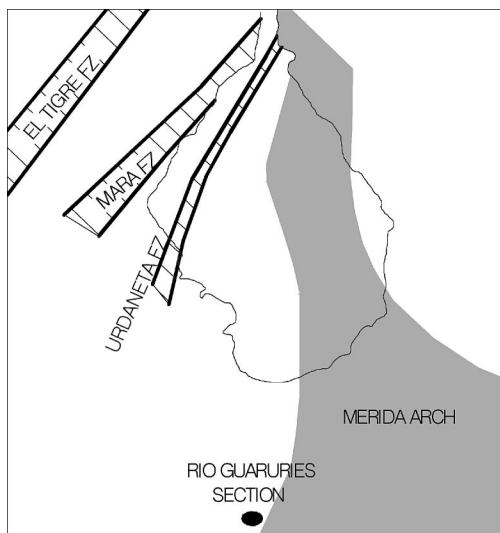 EL TIGRE FZ.
MARA FZ
URDANETA FZ
MERIDA ARCH
RIO GUARURIES
SECTION